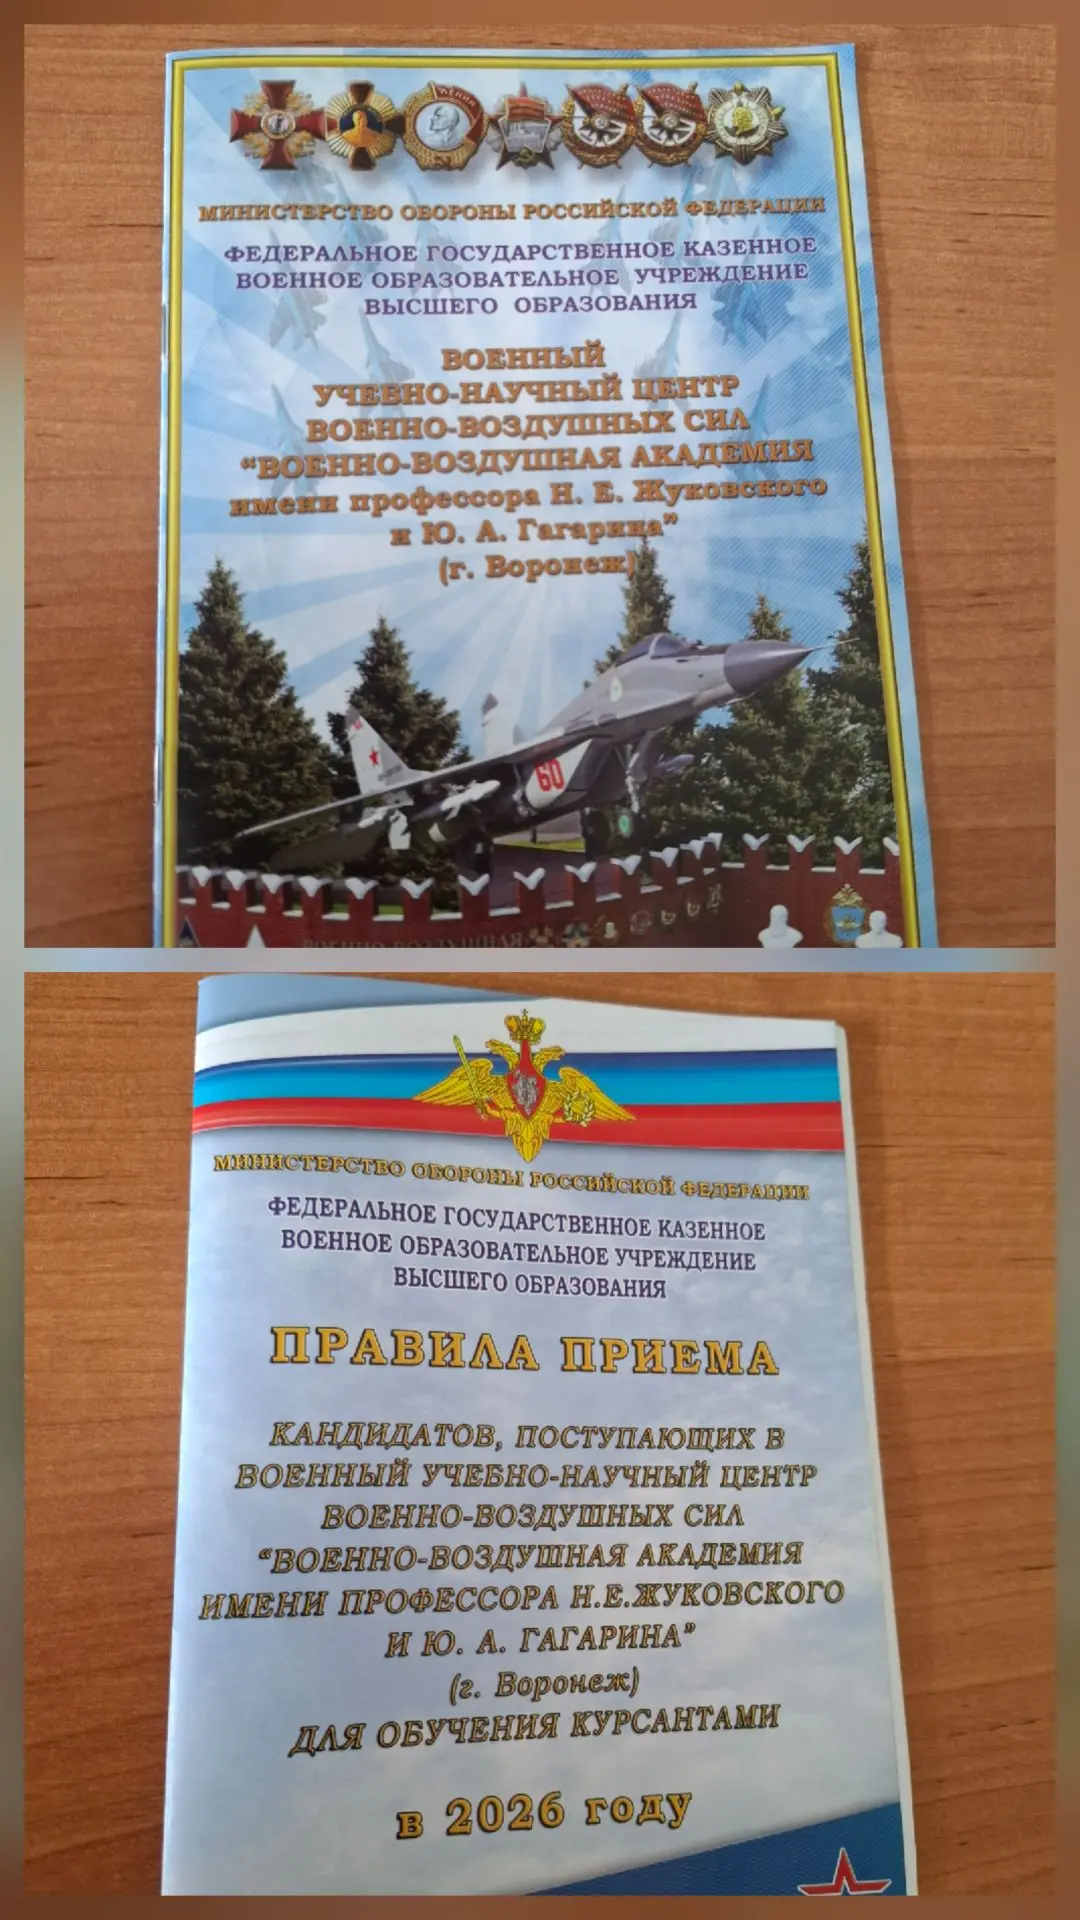 МИНИСТЕРСТВО ОБОРОНЫ РОССИЙСКОЙ ФЕДЕРАЦИИ
ФЕДЕРАЛЬНОЕ ГОСУДАРСТВЕННОЕ КАЗЕННОЕ
ВОЕННОЕ ОБРАЗОВАТЕЛЬНОЕ УЧРЕЖДЕНИЕ
ВЫСШЕГО ОБРАЗОВАНИЯ
ВОЕННЫЙ
УЧЕБНО-НАУЧНЫЙ ЦЕНТР
ВОЕННО-ВОЗДУШНЫХ СИЛ
“ВОЕННО-ВОЗДУШНАЯ АКАДЕМИЯ
имени профессора Н. Е. Жуковского
и Ю. А. Гагарина”
(г. Воронеж)
60
ВОЕННО-ВОЗДУШНАЯ
МИНИСТЕРСТВО ОБОРОНЫ РОССИЙСКОЙ ФЕДЕРАЦИИ
ФЕДЕРАЛЬНОЕ ГОСУДАРСТВЕННОЕ КАЗЕННОЕ
ВОЕННОЕ ОБРАЗОВАТЕЛЬНОЕ УЧРЕЖДЕНИЕ
ВЫСШЕГО ОБРАЗОВАНИЯ
ПРАВИЛА ПРИЕМА
КАНДИДАТОВ, ПОСТУПАЮЩИХ В
ВОЕННЫЙ УЧЕБНО-НАУЧНЫЙ ЦЕНТР
ВОЕННО-ВОЗДУШНЫХ СИЛ
“ВОЕННО-ВОЗДУШНАЯ АКАДЕМИЯ
ИМЕНИ ПРОФЕССОРА Н.Е.ЖУКОВСКОГО
И Ю. А. ГАГАРИНА”
(г. Воронеж)
ДЛЯ ОБУЧЕНИЯ КУРСАНТАМИ
в 2026 году